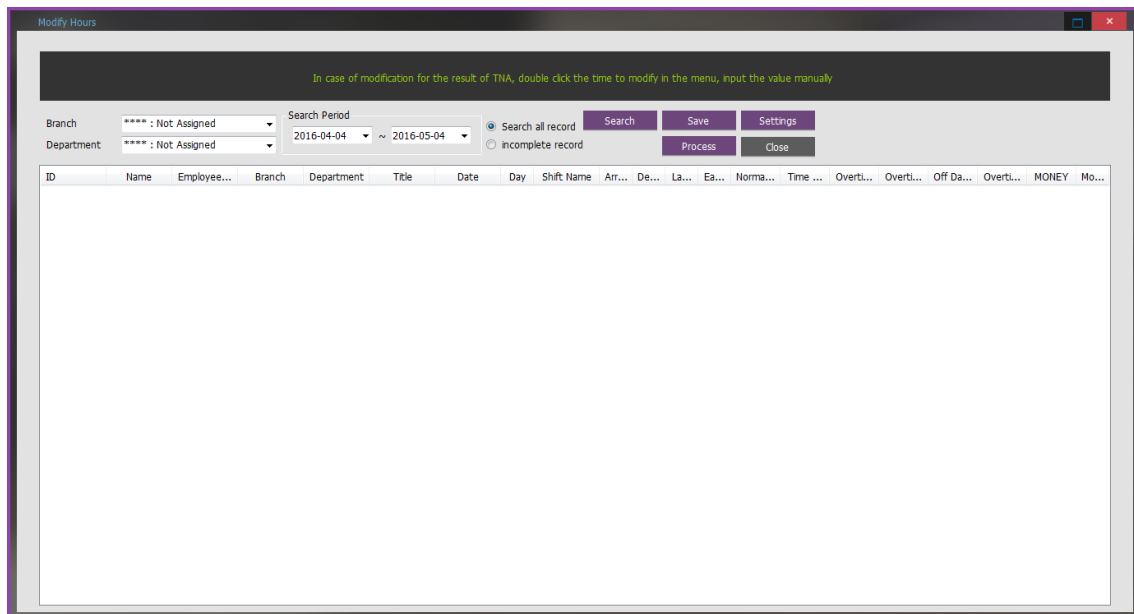 Modify Hours
In case of modification for the result of TNA, double click the time to modify in the menu, input the value manually
Branch
**** : Not Assigned
Department
**** : Not Assigned
Search Period
2016-04-04 ~ 2016-05-04
Search all record
incomplete record
Search
Save
Settings
Process
Close
ID Name Employee... Branch Department Title Date Day Shift Name Arr... De... La... Ea... Norma... Time ... Overti... Overti... Off Da... Overti... MONEY Mo...